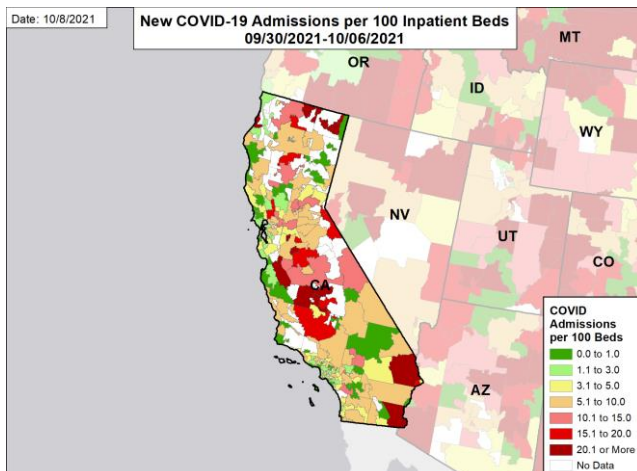 Date: 10/8/2021
New COVID-19 Admissions per 100 Inpatient Beds
09/30/2021-10/06/2021
MT
OR
ID
WY
NV
UT
CO
CA
AZ
COVID
Admissions
per 100 Beds
0.0 to 1.0
1.1 to 3.0
3.1 to 5.0
5.1 to 10.0
10.1 to 15.0
15.1 to 20.0
20.1 or More
No Data